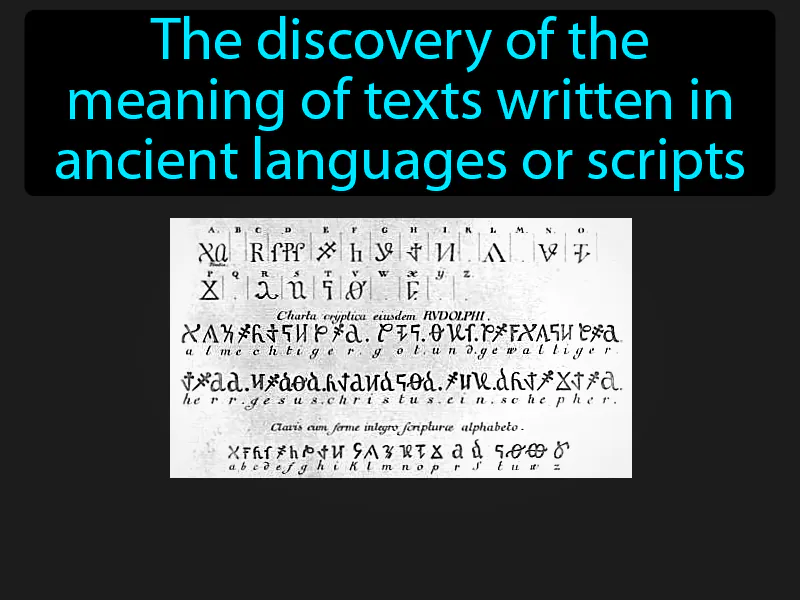 The discovery of the
meaning of texts written in
ancient languages or scripts
A. B C D E F G H I K L M. N. O.
P Q R S T V W æ y z.
Charta cryptica eiusdem RVDOLPHI.
a l m e c h t i g e r. g o t. u n d. g e w a l t i g e r.
h e r r. g e s u s. c h r i s t u s. e i n. s c h e p h e r.
Clavis cum ferme integro scripturæ alphabeto.
a b c d e f g h i K l m n o p r s t u w z